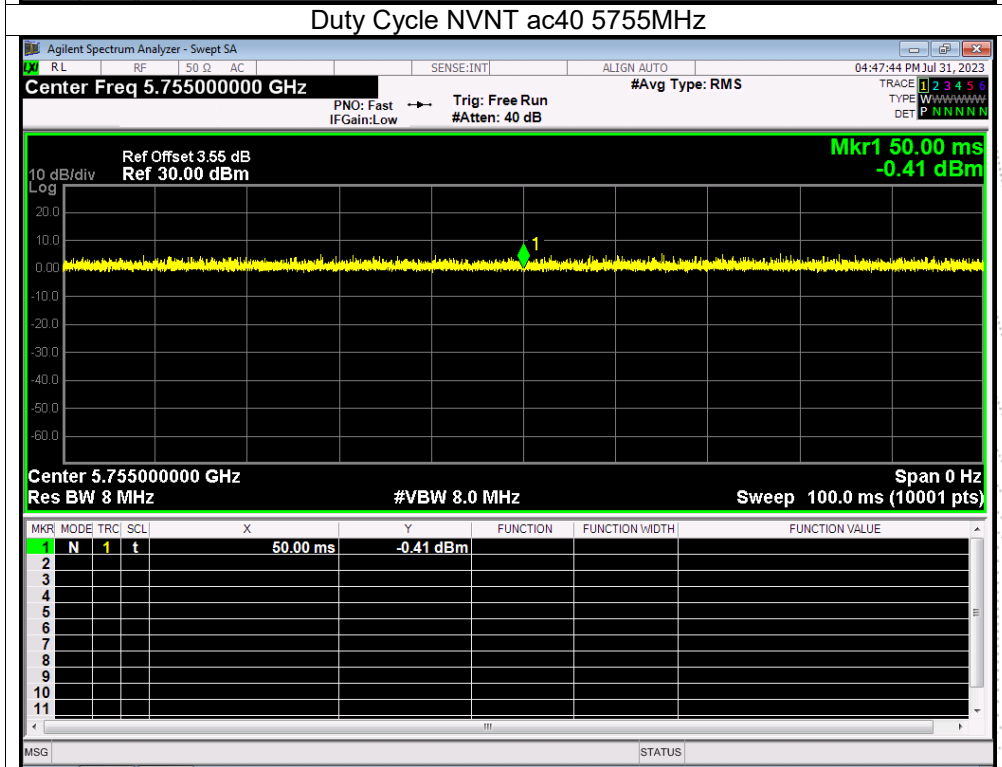 Duty Cycle NVNT ac40 5755MHz
Agilent Spectrum Analyzer - Swept SA
LXI RL RF 50 Ω AC SENSE:INT ALIGN AUTO 04:47:44 PM Jul 31, 2023
Center Freq 5.755000000 GHz #Avg Type: RMS TRACE 1 2 3 4 5 6
PNO: Fast Trig: Free Run TYPE WWWWWW
IFGain:Low #Atten: 40 dB DET P N N N N N
Mkr1 50.00 ms
Ref Offset 3.55 dB
10 dB/div Ref 30.00 dBm -0.41 dBm
Log
20.0
10.0
1
0.00
-10.0
-20.0
-30.0
-40.0
-50.0
-60.0
Center 5.755000000 GHz Span 0 Hz
Res BW 8 MHz #VBW 8.0 MHz Sweep 100.0 ms (10001 pts)
MKR MODE TRC SCL X Y FUNCTION FUNCTION WIDTH FUNCTION VALUE
1 N 1 t 50.00 ms -0.41 dBm
2
3
4
5
6
7
8
9
10
11
MSG STATUS